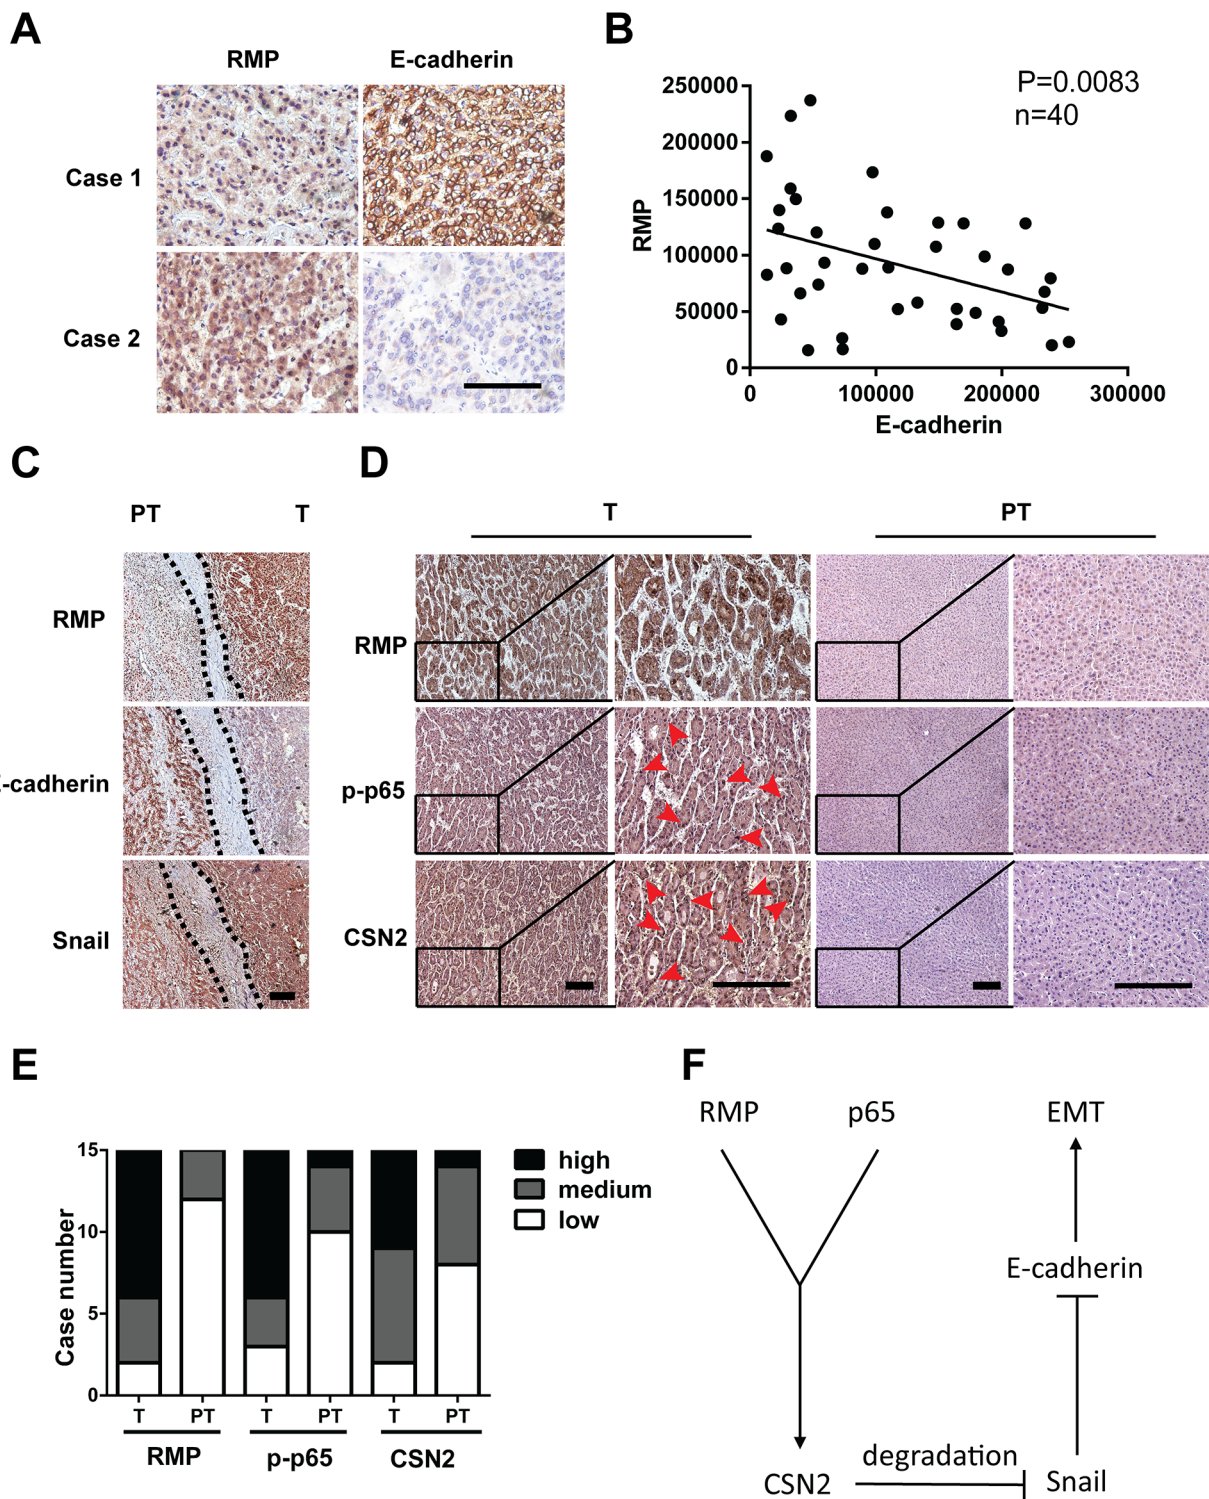 A
RMP
E-cadherin
Case 1
Case 2
B
P=0.0083
n=40
RMP
250000
200000
150000
100000
50000
0
0
100000
200000
300000
E-cadherin
C
PT
T
RMP
E-cadherin
Snail
D
T
PT
RMP
p-p65
CSN2
E
Case number
15
10
5
0
T
PT
T
PT
T
PT
RMP
p-p65
CSN2
high
medium
low
F
RMP
p65
EMT
E-cadherin
degradation
CSN2
Snail